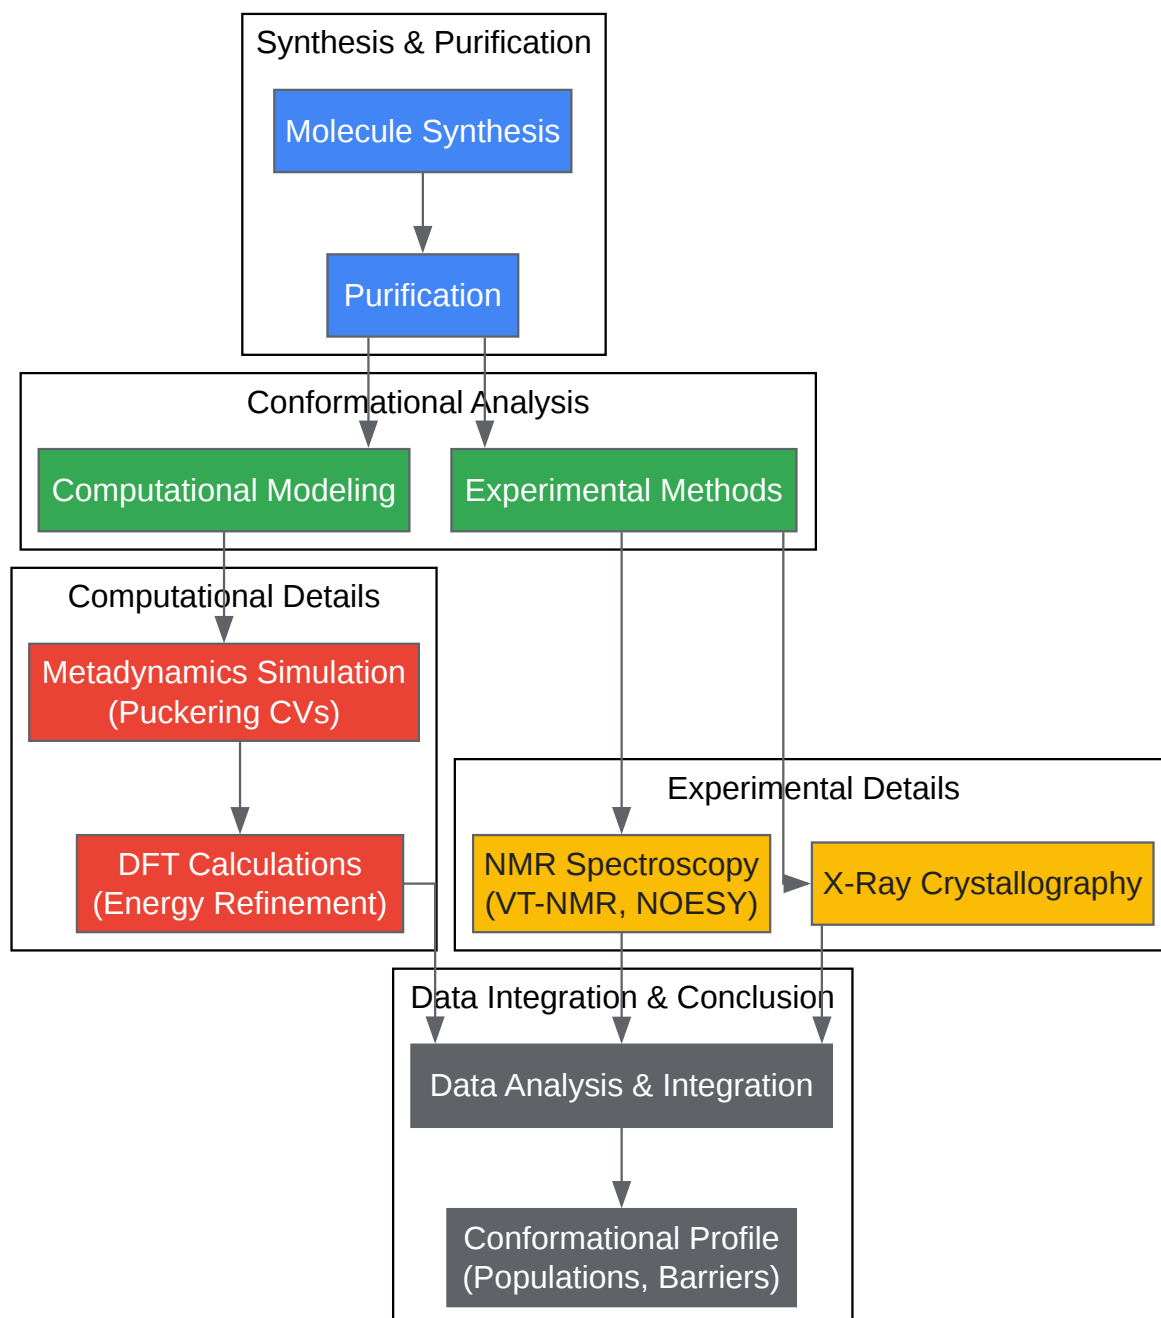 Synthesis & Purification
Molecule Synthesis
Purification
Conformational Analysis
Computational Modeling
Experimental Methods
Computational Details
Metadynamics Simulation
(Puckering CVs)
Experimental Details
DFT Calculations
(Energy Refinement)
NMR Spectroscopy
(VT-NMR, NOESY)
X-Ray Crystallography
Data Integration & Conclusion
Data Analysis & Integration
Conformational Profile
(Populations, Barriers)